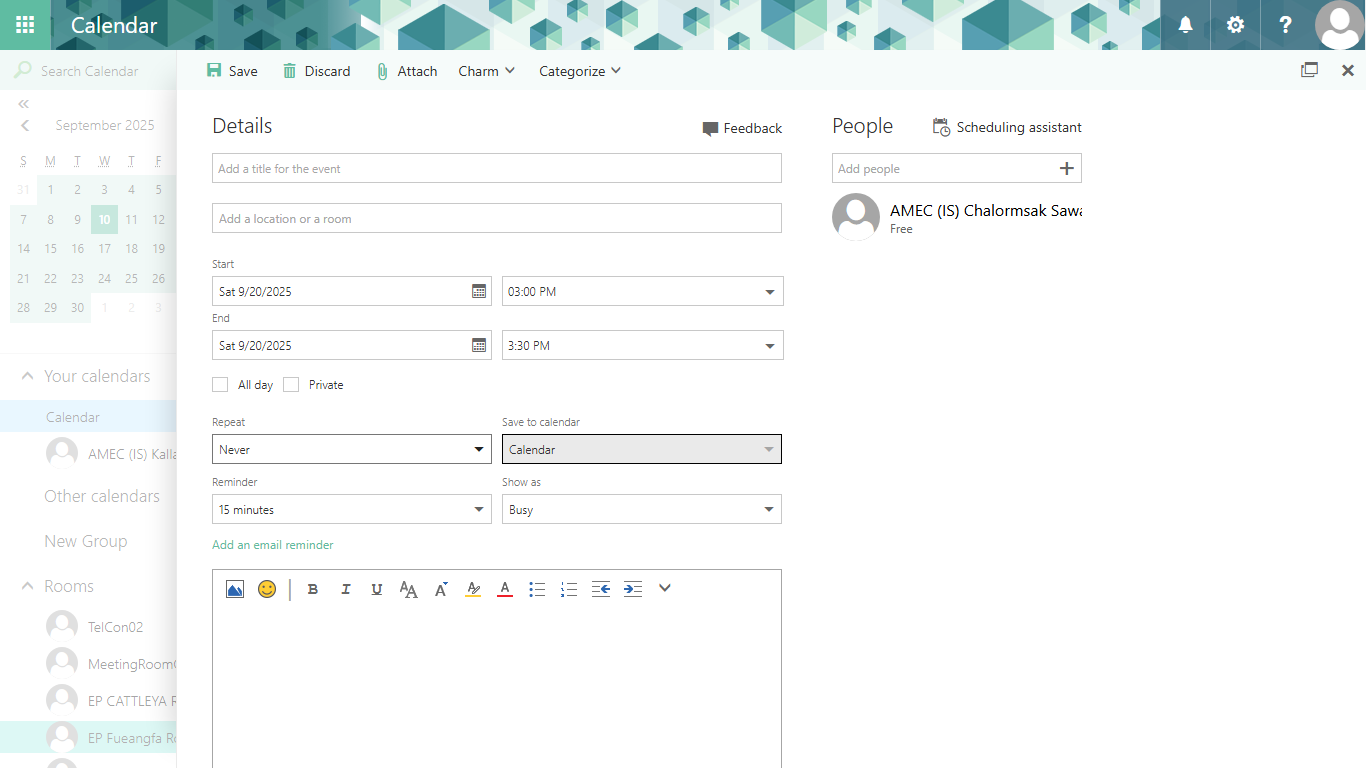 Calendar
Search Calendar
Save
Discard
Attach
Charm
Categorize
September 2025
S M T W T F
31 1 2 3 4 5
7 8 9 10 11 12
14 15 16 17 18 19
21 22 23 24 25 26
28 29 30 1 2 3
Your calendars
Calendar
AMEC (IS) Kalla
Other calendars
New Group
Rooms
TelCon02
MeetingRoom
EP CATTLEYA R
EP Fueangfa Ro
Details
Feedback
Add a title for the event
Add a location or a room
Start
Sat 9/20/2025
03:00 PM
End
Sat 9/20/2025
3:30 PM
All day
Private
Repeat
Save to calendar
Never
Calendar
Reminder
Show as
15 minutes
Busy
Add an email reminder
B I U AA A A A
People
Scheduling assistant
Add people
AMEC (IS) Chalormsak Sawa
Free